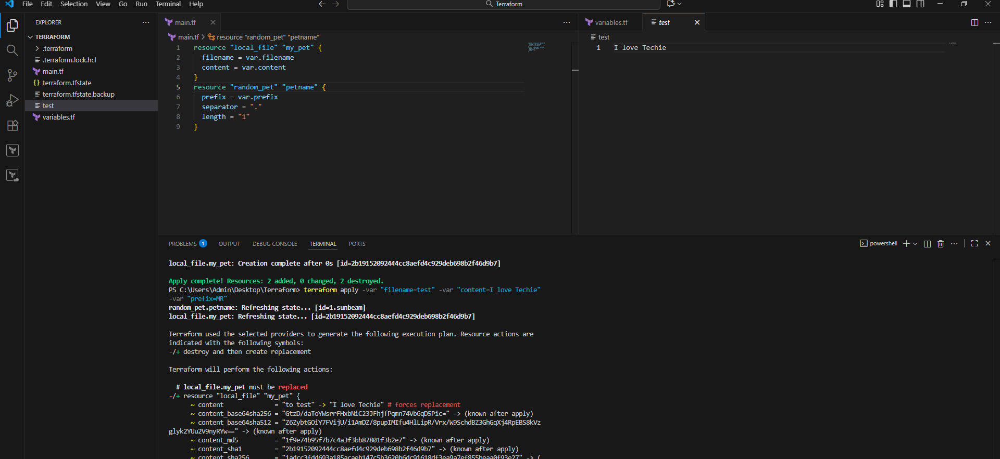 File Edit Selection View Go Run Terminal Help
Terraform
EXPLORER
TERRAFORM
.terraform
.terraform.lock.hcl
main.tf
terraform.tfstate
terraform.tfstate.backup
test
variables.tf
main.tf
main.tf > resource "random_pet" "petname"
1 resource "local_file" "my_pet" {
2 filename = var.filename
3 content = var.content
4 }
5 resource "random_pet" "petname" {
6 prefix = var.prefix
7 separator = "."
8 length = "1"
9 }
variables.tf test
test
1 I love Techie
PROBLEMS 1 OUTPUT DEBUG CONSOLE TERMINAL PORTS
powershell
local_file.my_pet: Creation complete after 0s [id=2b19152092444cc8aefd4c929deb698b2f46d9b7]
Apply complete! Resources: 2 added, 0 changed, 2 destroyed.
PS C:\Users\Admin\Desktop\Terraform> terraform apply -var "filename=test" -var "content=I love Techie"
-var "prefix=MR"
random_pet.petname: Refreshing state... [id=1.sunbeam]
local_file.my_pet: Refreshing state... [id=2b19152092444cc8aefd4c929deb698b2f46d9b7]
Terraform used the selected providers to generate the following execution plan. Resource actions are
indicated with the following symbols:
-/+ destroy and then create replacement
Terraform will perform the following actions:
# local_file.my_pet must be replaced
-/+ resource "local_file" "my_pet" {
~ content = "to test" -> "I love Techie" # forces replacement
~ content_base64sha256 = "GtzD/daToYWsrrFHxbNiC23JFhjfPqmn74Vb6qD5Pic=" -> (known after apply)
~ content_base64sha512 = "Z6ZybtGOiY7FVijU/i1AmDZ/8pupIMIfu4HlLipR/Vrx/W9SchdBZ3GhGqXj4RpEBS8kVz
glyk2YUu2V9nyRYw==" -> (known after apply)
~ content_md5 = "1f9e74b95f7b7c4a3f3bb87801f3b2e7" -> (known after apply)
~ content_sha1 = "2b19152092444cc8aefd4c929deb698b2f46d9b7" -> (known after apply)
~ content_sha256 = "1adcc3fdd693a185acaeb147c5b3620b6dc91618df3ea9a7ef855beaa0f93e27" -> (